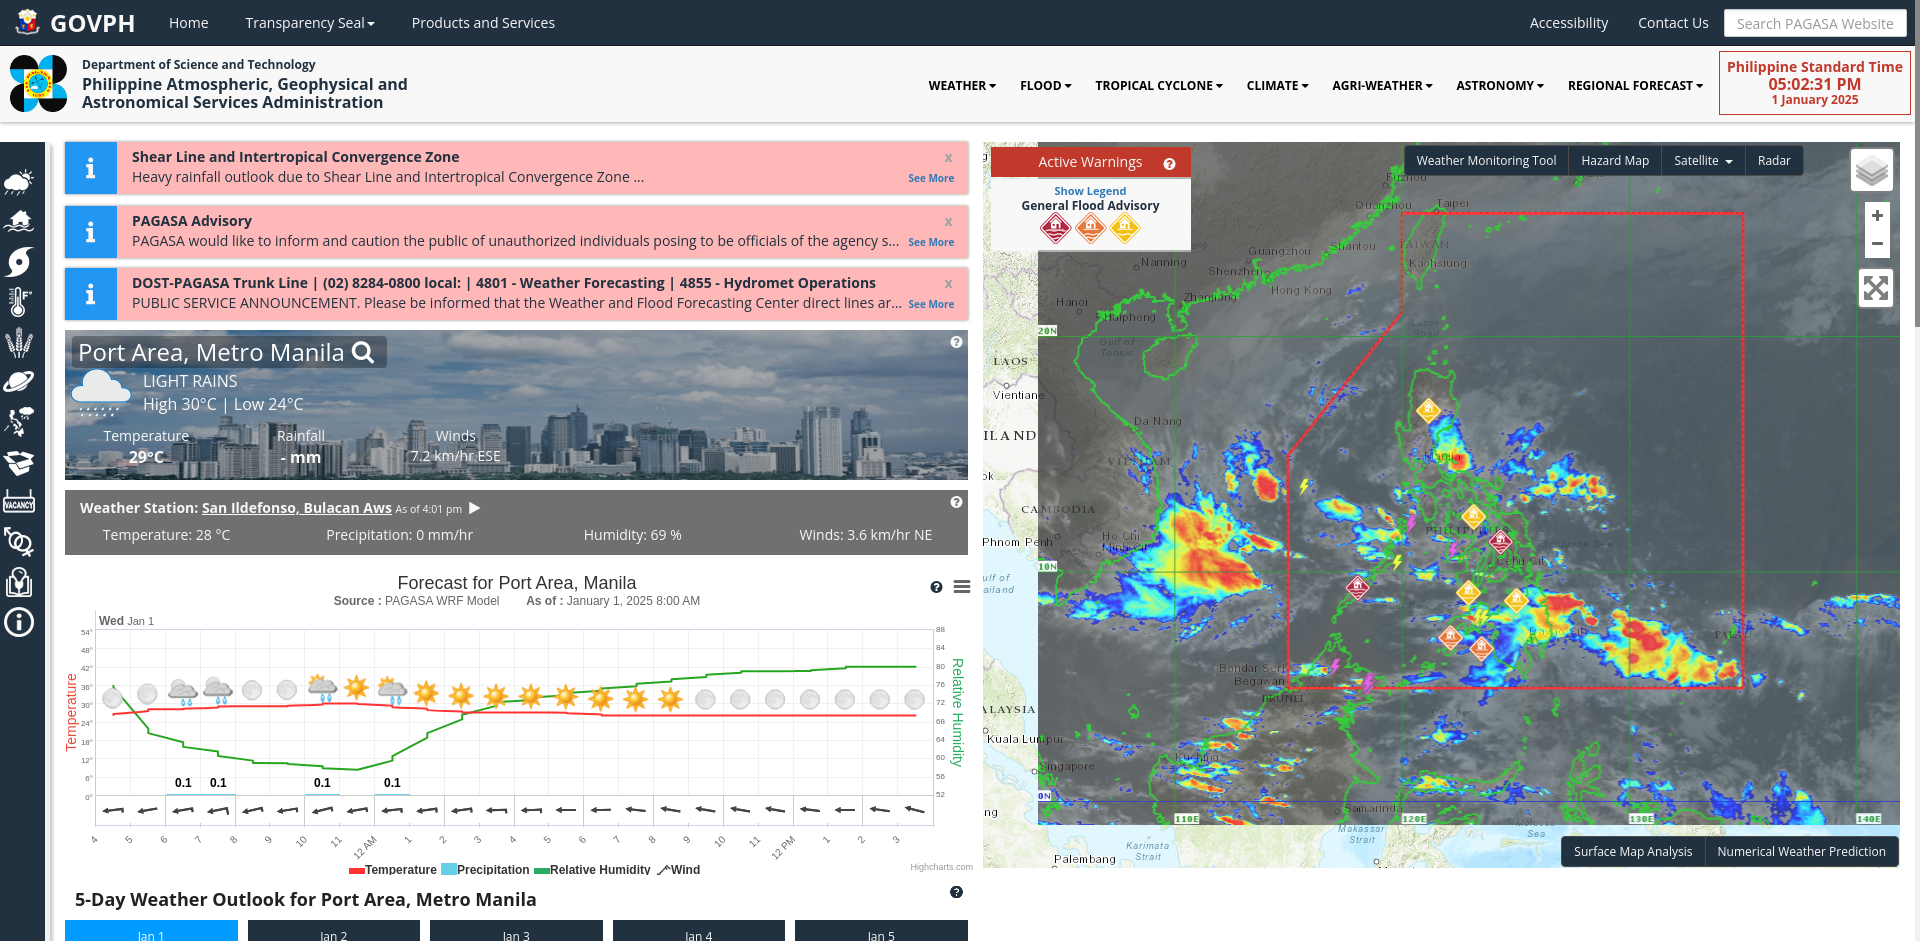 GOVPH
Home
Transparency Seal
Products and Services
Accessibility
Contact Us
Search PAGASA Website
Department of Science and Technology
Philippine Atmospheric, Geophysical and
Astronomical Services Administration
WEATHER
FLOOD
TROPICAL CYCLONE
CLIMATE
AGRI-WEATHER
ASTRONOMY
REGIONAL FORECAST
Philippine Standard Time
05:02:31 PM
1 January 2025
VACANCY
Shear Line and Intertropical Convergence Zone
x
Heavy rainfall outlook due to Shear Line and Intertropical Convergence Zone ...
See More
PAGASA Advisory
x
PAGASA would like to inform and caution the public of unauthorized individuals posing to be officials of the agency s...
See More
DOST-PAGASA Trunk Line | (02) 8284-0800 local: | 4801 - Weather Forecasting | 4855 - Hydromet Operations
x
PUBLIC SERVICE ANNOUNCEMENT. Please be informed that the Weather and Flood Forecasting Center direct lines ar...
See More
Port Area, Metro Manila
LIGHT RAINS
High 30°C | Low 24°C
Temperature
29°C
Rainfall
- mm
Winds
7.2 km/hr ESE
Weather Station: San Ildefonso, Bulacan Aws As of 4:01 pm
Temperature: 28 °C
Precipitation: 0 mm/hr
Humidity: 69 %
Winds: 3.6 km/hr NE
Forecast for Port Area, Manila
Source : PAGASA WRF Model As of : January 1, 2025 8:00 AM
Wed Jan 1
Temperature
54°
48°
42°
36°
30°
24°
18°
12°
6°
0°
88
84
80
76
72
68
64
60
56
52
Relative Humidity
0.1
0.1
0.1
0.1
4
5
6
7
8
9
10
11
12 AM
1
2
3
4
5
6
7
8
9
10
11
12 PM
1
2
3
Temperature
Precipitation
Relative Humidity
Wind
Highcharts.com
5-Day Weather Outlook for Port Area, Metro Manila
Jan 1
Jan 2
Jan 3
Jan 4
Jan 5
Active Warnings
Show Legend
General Flood Advisory
Weather Monitoring Tool
Hazard Map
Satellite
Radar
+
−
Fuzhou
Quanzhou
Taipei
Guangzhou
Shantou
TAIWAN
Nanning
Shenzhen
Kaohsiung
Hanoi
Zhanjiang
Hong Kong
Haiphong
Luzon
Strait
20N
Gulf of
Tonkin
LAOS
Vientiane
Da Nang
ILAND
VIETNAM
Manila
ok
CAMBODIA
PHILIPPINES
Phnom Penh
Ho Chi
Minh City
Philippine Sea
Cebu City
10N
ulf of
ailand
Davao City
PALAU
Bandar Seri
Begawan
BRUNEI
ALAYSIA
Kuala Lumpur
Kuching
Singapore
0N
ng
Samarinda
110E
120E
130E
140E
Makassar
Strait
Sea
Karimata
Strait
Palembang
Surface Map Analysis
Numerical Weather Prediction